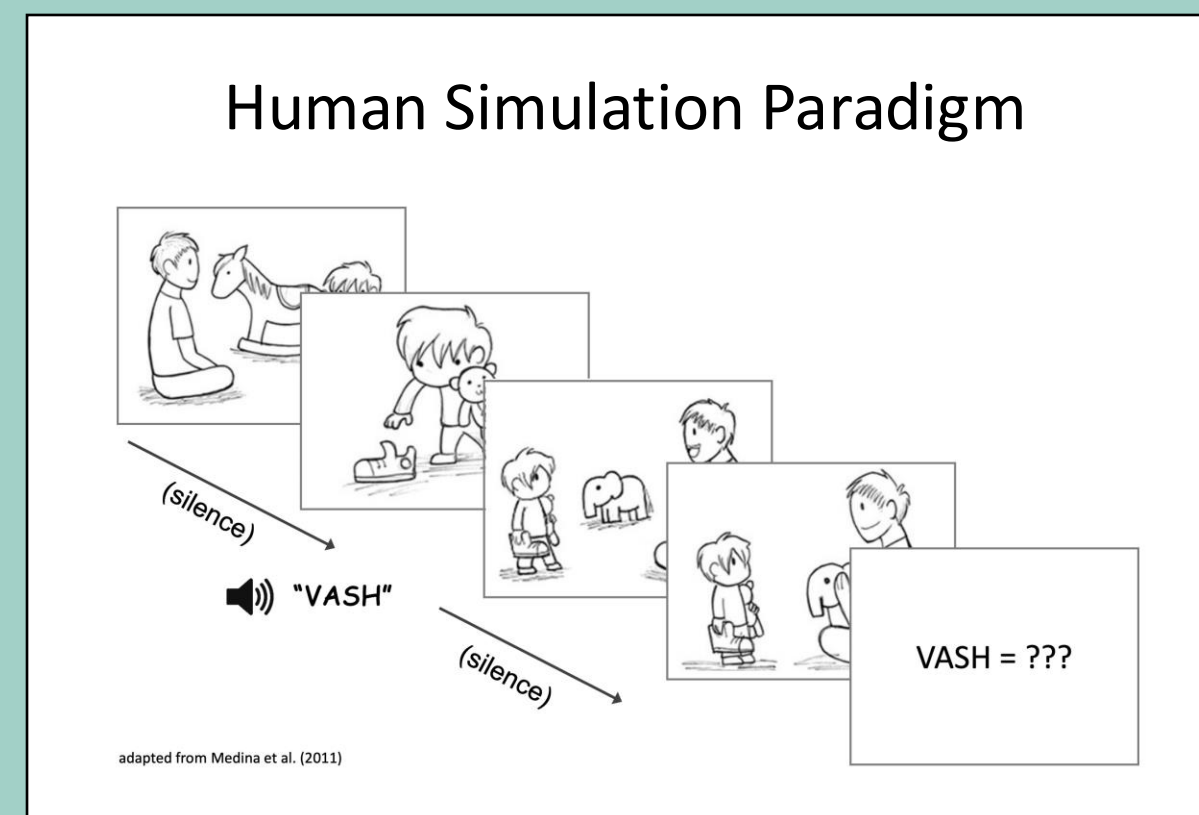 Human Simulation Paradigm
(silence)
"VASH"
(silence)
VASH = ???
adapted from Medina et al. (2011)